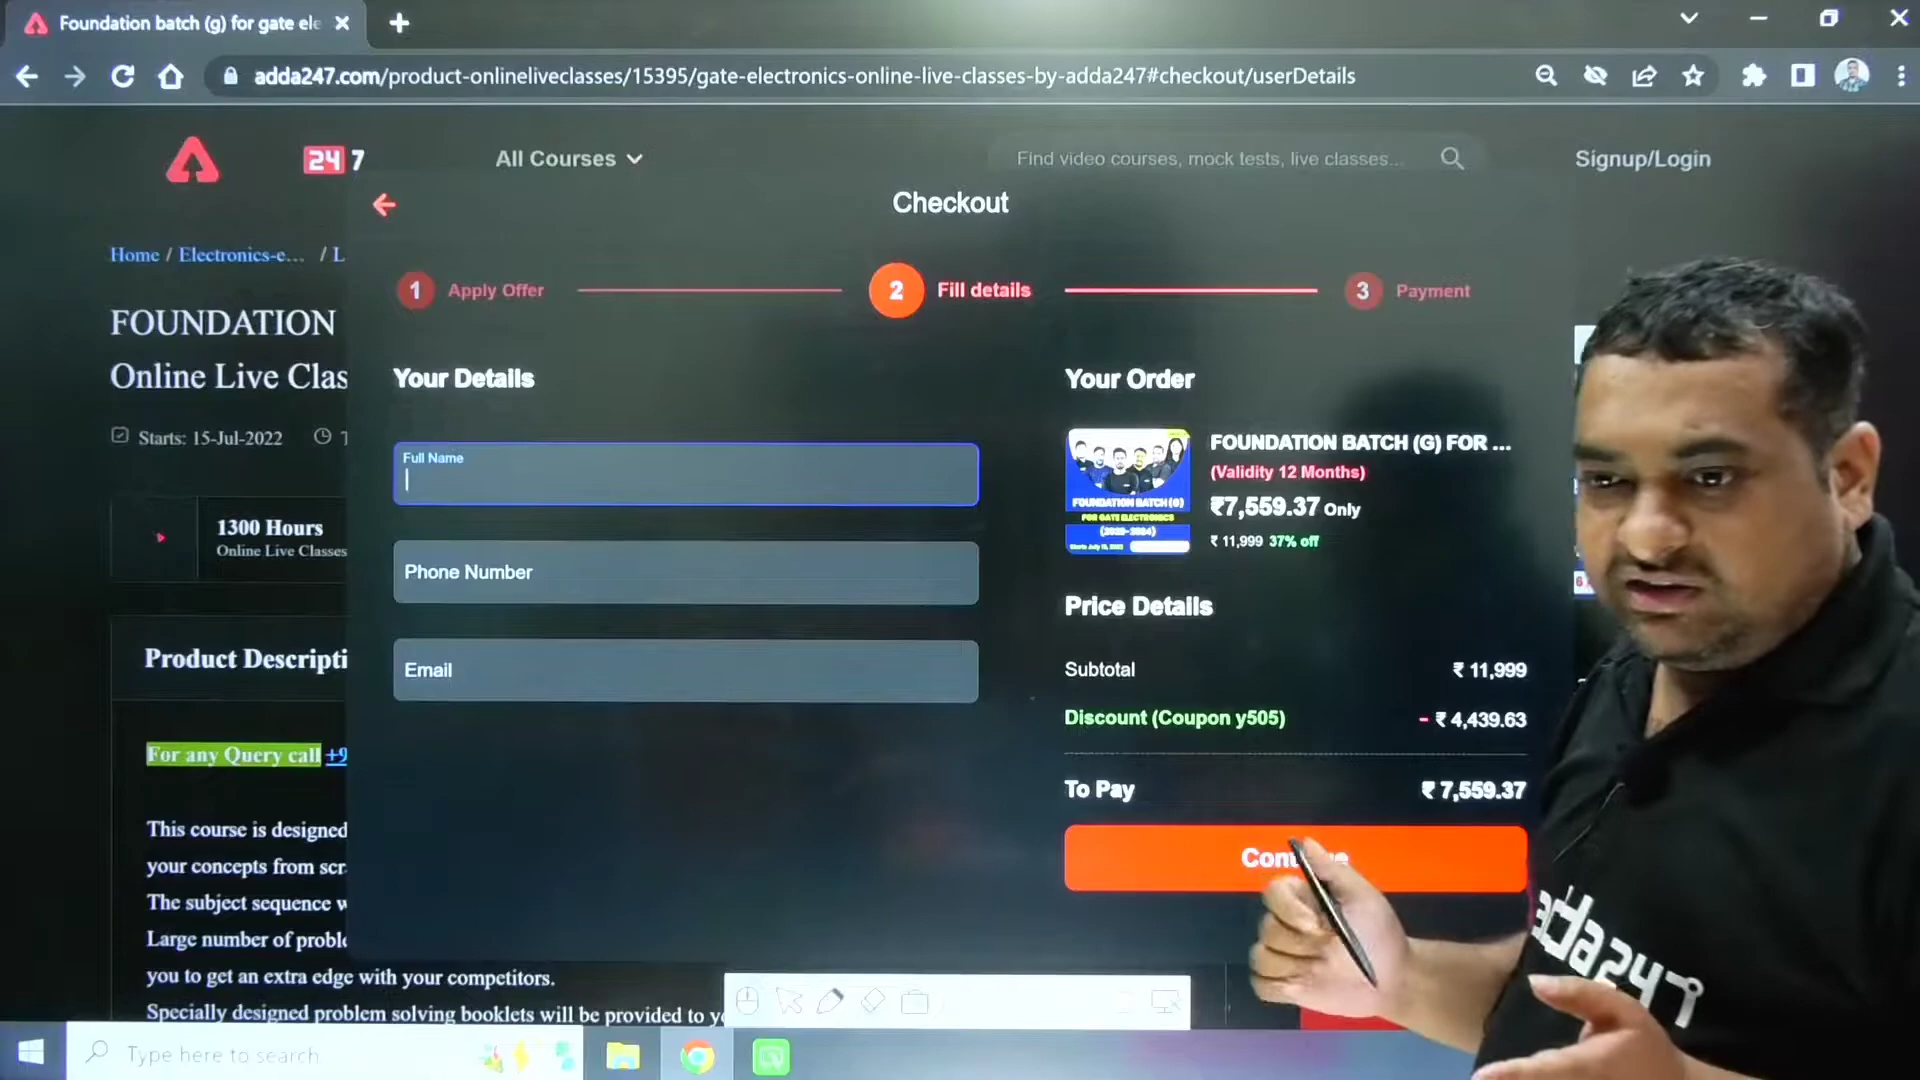 Foundation batch (g) for gate ele
adda247.com/product-onlineliveclasses/15395/gate-electronics-online-live-classes-by-adda247#checkout/userDetails
24 7
All Courses
Find video courses, mock tests, live classes...
Signup/Login
Checkout
Home / Electronics-e... / L
1 Apply Offer
2 Fill details
3 Payment
FOUNDATION
Online Live Clas
Starts: 15-Jul-2022
1300 Hours
Online Live Classes
Product Descripti
For any Query call +9
This course is designed
your concepts from scr
The subject sequence w
Large number of proble
you to get an extra edge with your competitors.
Specially designed problem solving booklets will be provided to y
Your Details
Full Name
Phone Number
Email
Your Order
FOUNDATION BATCH (G)
FOR GATE ELECTRONICS
FOUNDATION BATCH (G) FOR ...
(Validity 12 Months)
₹7,559.37 Only
₹ 11,999 37% off
Price Details
Subtotal ₹ 11,999
Discount (Coupon y505) - ₹ 4,439.63
To Pay ₹ 7,559.37
adda247
Type here to search